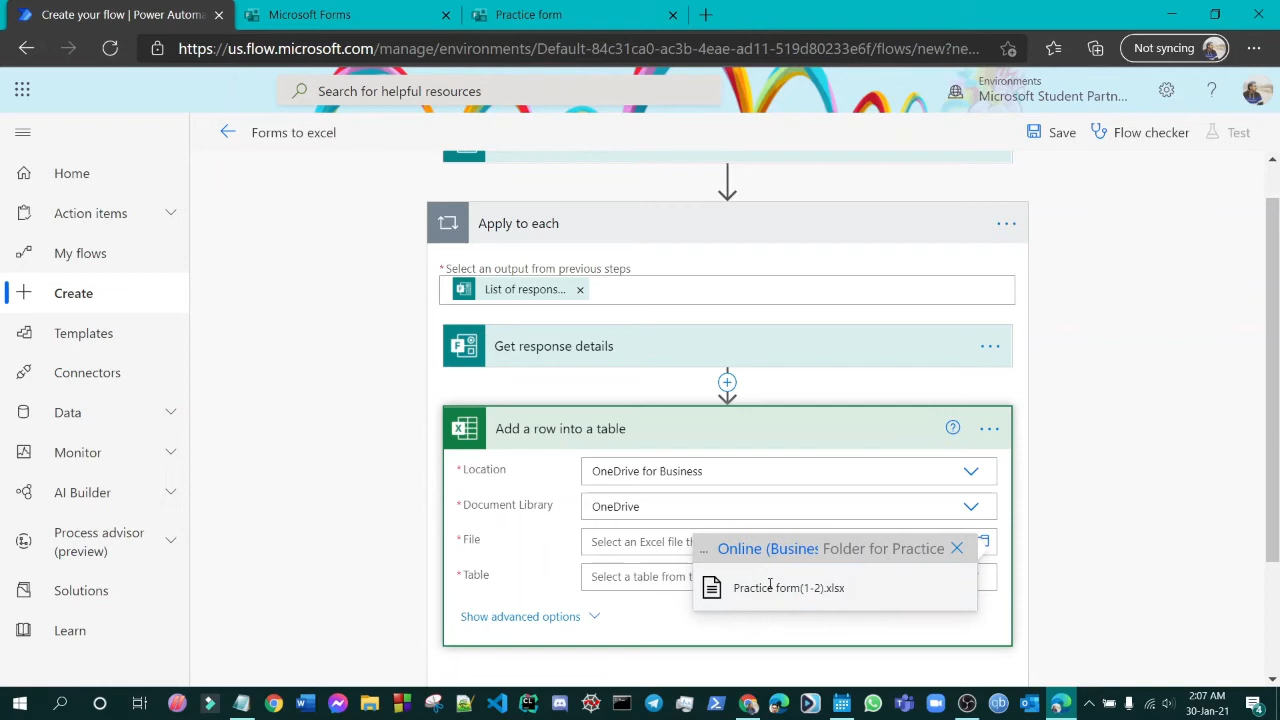 Create your flow | Power Automa
Microsoft Forms
Practice form
https://us.flow.microsoft.com/manage/environments/Default-84c31ca0-ac3b-4eae-ad11-519d80233e6f/flows/new?ne...
Not syncing
Search for helpful resources
Environments
Microsoft Student Partn...
Forms to excel
Save
Flow checker
Test
Home
Action items
My flows
Create
Templates
Connectors
Data
Monitor
AI Builder
Process advisor
(preview)
Solutions
Learn
Apply to each
* Select an output from previous steps
List of respons...
Get response details
Add a row into a table
* Location
OneDrive for Business
* Document Library
OneDrive
* File
Select an Excel file th
... Online (Busines Folder for Practice
* Table
Select a table from t
Practice form(1-2).xlsx
Show advanced options
2:07 AM
30-Jan-21
4